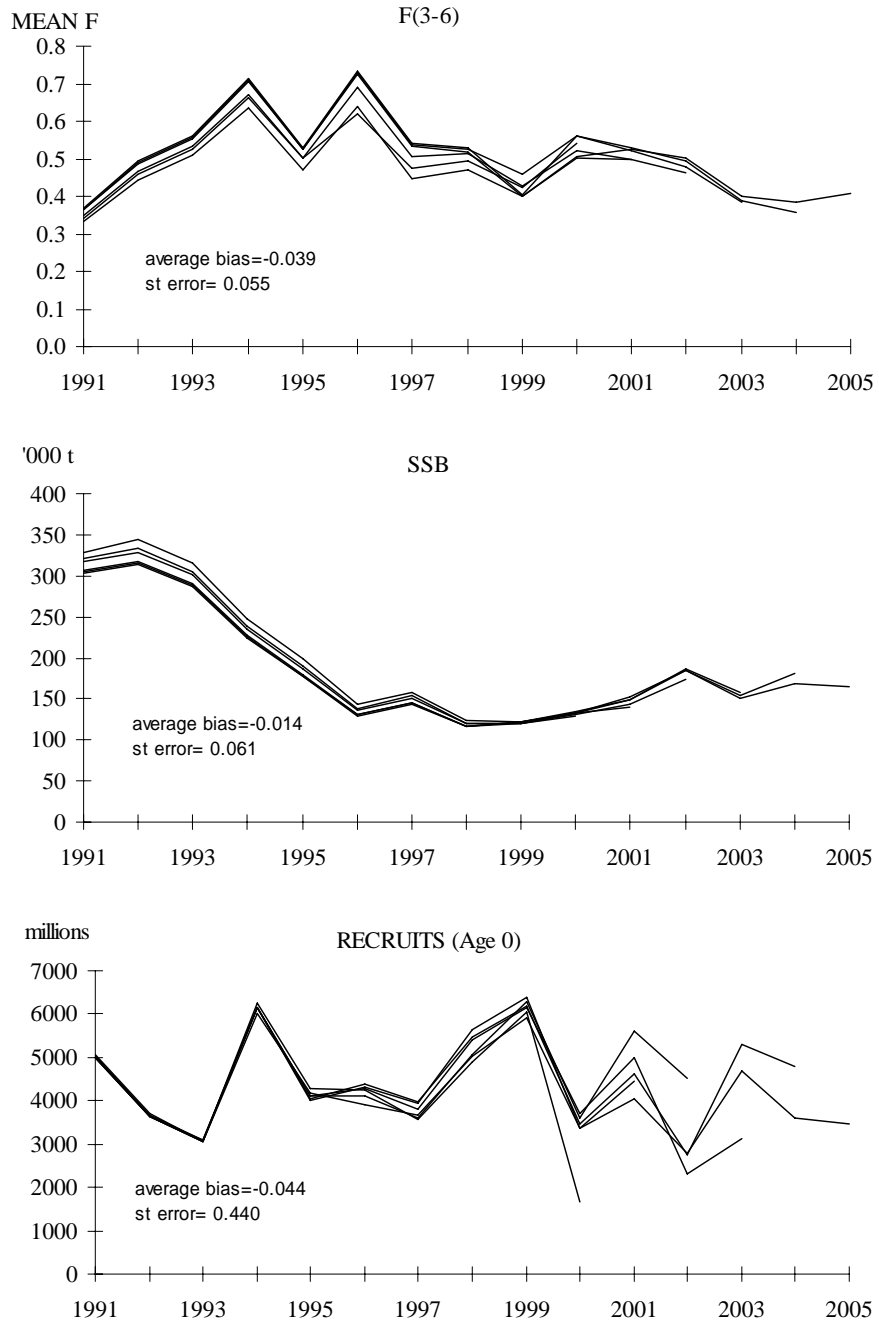 F(3-6)
MEAN F
0.8
0.7
0.6
0.5
0.4
0.3
0.2
0.1
0.0
average bias=-0.039
st error= 0.055
1991 1993 1995 1997 1999 2001 2003 2005
'000 t
SSB
400
350
300
250
200
150
100
50
0
average bias=-0.014
st error= 0.061
1991 1993 1995 1997 1999 2001 2003 2005
millions
RECRUITS (Age 0)
7000
6000
5000
4000
3000
2000
1000
0
average bias=-0.044
st error= 0.440
1991 1993 1995 1997 1999 2001 2003 2005